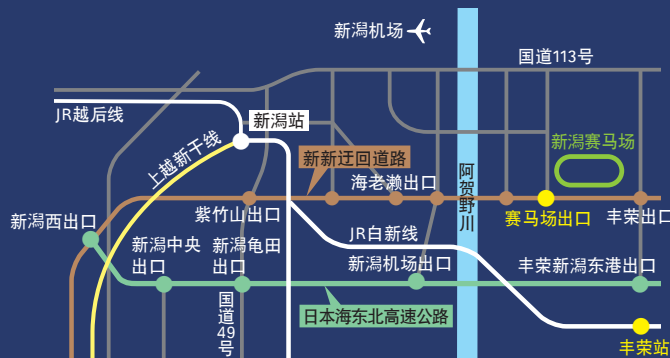 新潟机场
国道113号
JR越后线
新潟站
新潟赛马场
上越新干线
新新迂回道路
阿贺野川
海老濑出口
紫竹山出口
赛马场出口
丰荣出口
新潟西出口
JR白新线
新潟中央
出口
新潟龟田
出口
新潟机场出口
丰荣新潟东港出口
国道49号
日本海东北高速公路
丰荣站